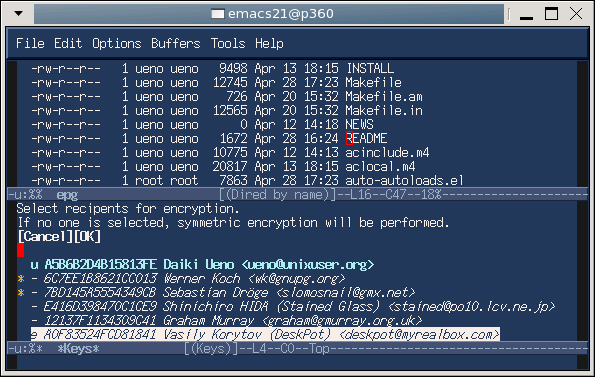 emacs21@p360
File Edit Options Buffers Tools Help
-rw-r--r-- 1 ueno ueno 9498 Apr 13 18:15 INSTALL
-rw-r--r-- 1 ueno ueno 12745 Apr 28 17:23 Makefile
-rw-r--r-- 1 ueno ueno 726 Apr 20 15:32 Makefile.am
-rw-r--r-- 1 ueno ueno 12565 Apr 20 15:32 Makefile.in
-rw-r--r-- 1 ueno ueno 0 Apr 12 14:18 NEWS
-rw-r--r-- 1 ueno ueno 1672 Apr 28 16:24 README
-rw-r--r-- 1 ueno ueno 10775 Apr 12 14:13 acinclude.m4
-rw-r--r-- 1 ueno ueno 20817 Apr 13 18:15 aclocal.m4
-rw-r--r-- 1 root root 7863 Apr 28 17:23 auto-autoloads.el
-u:%% epg [(Dired by name)]--L16--C47--18%--------------------
Select recipents for encryption.
If no one is selected, symmetric encryption will be performed.
[Cancel][OK]
u A5B6B2D4B15813FE Daiki Ueno <ueno@unixuser.org>
* - 6C7EE1B8621CC013 Werner Koch <wk@gnupg.org>
* - 7BD145A5554349CB Sebastian Dröge <slomosnail@gmx.net>
- E416D398470C1CE9 Shinichiro HIDA (Stained Glass) <stained@po10.lcv.ne.jp>
- 12137F1134309C41 Graham Murray <graham@gmurray.org.uk>
e A0F83524FCD81841 Vasily Korytov (DeskPot) <deskpot@myrealbox.com>
-u:%* *Keys* [(Keys)]--L4--C0--Top--------------------------------